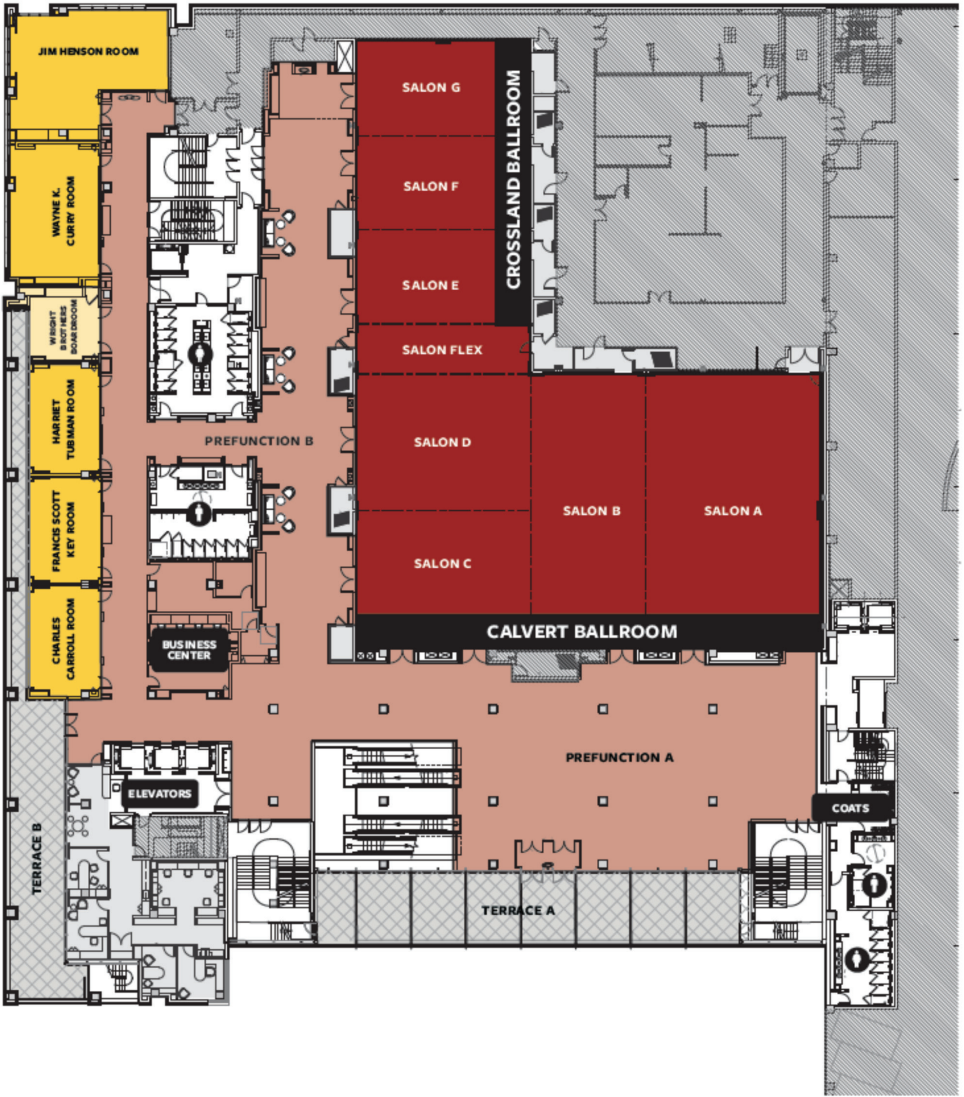 JIM HENSON ROOM
WAYNE K.
CURRY ROOM
WRIGHT
BROTHERS
BOARDROOM
HARRIET
TUBMAN ROOM
FRANCIS SCOTT
KEY ROOM
CHARLES
CARROLL ROOM
SALON G
SALON F
SALON E
SALON FLEX
SALON D
SALON C
SALON B
SALON A
CROSSLAND BALLROOM
CALVERT BALLROOM
PREFUNCTION B
BUSINESS
CENTER
PREFUNCTION A
ELEVATORS
COATS
TERRACE B
TERRACE A